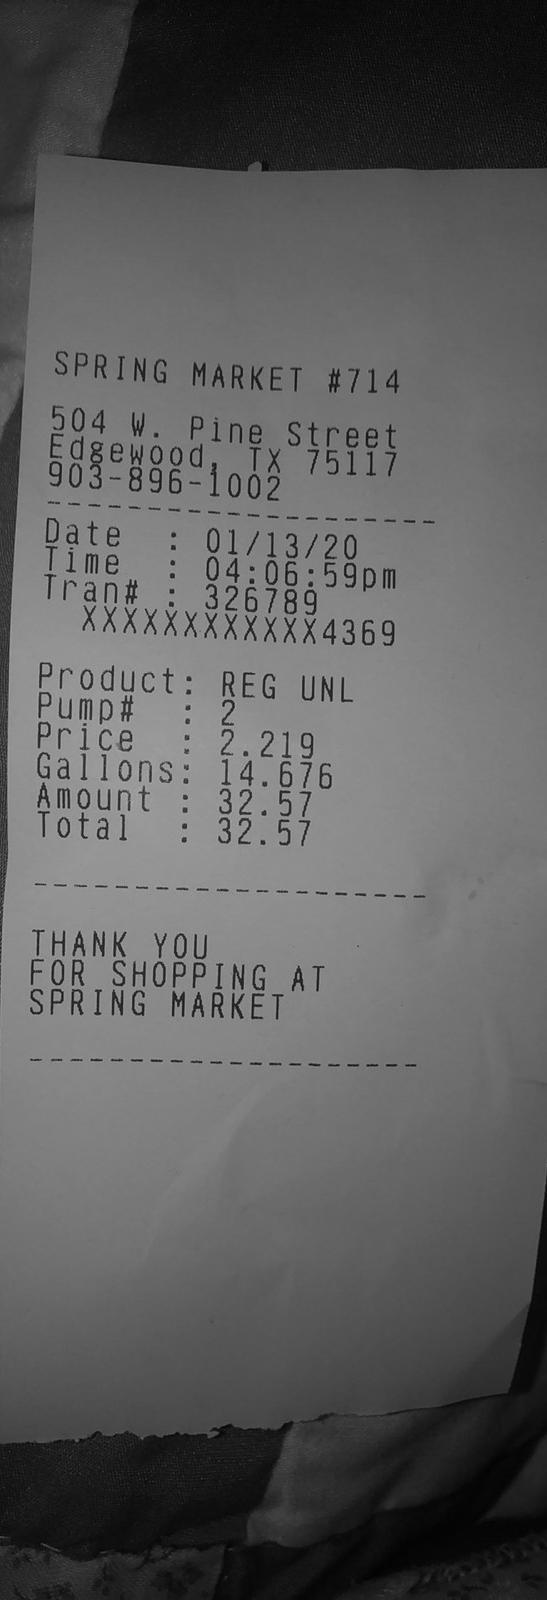 SPRING MARKET #714
504 W. Pine Street
Edgewood, TX 75117
903-896-1002
--------------------
Date : 01/13/20
Time : 04:06:59pm
Tran# : 326789
XXXXXXXXXXXX4369
Product: REG UNL
Pump# : 2
Price : 2.219
Gallons: 14.676
Amount : 32.57
Total : 32.57
--------------------
THANK YOU
FOR SHOPPING AT
SPRING MARKET
--------------------